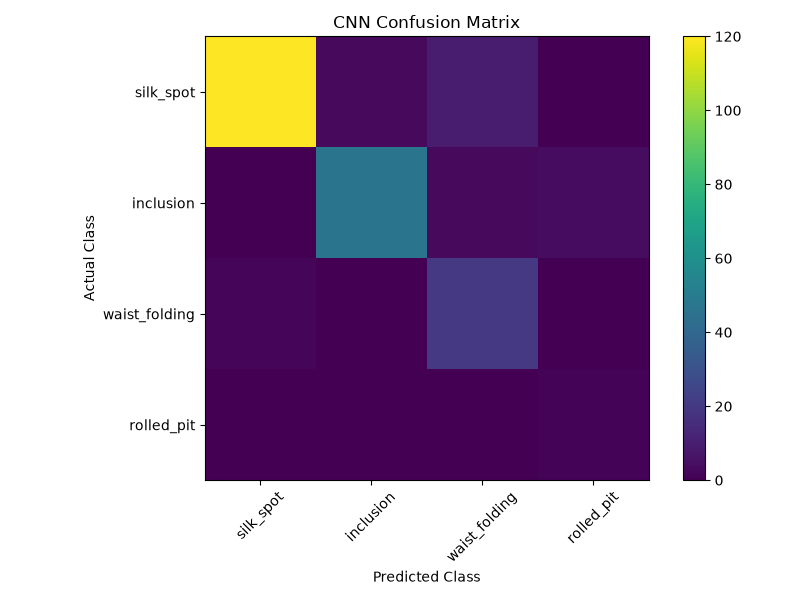 CNN Confusion Matrix
silk_spot
inclusion
waist_folding
rolled_pit
Actual Class
silk_spot
inclusion
waist_folding
rolled_pit
Predicted Class
120
100
80
60
40
20
0